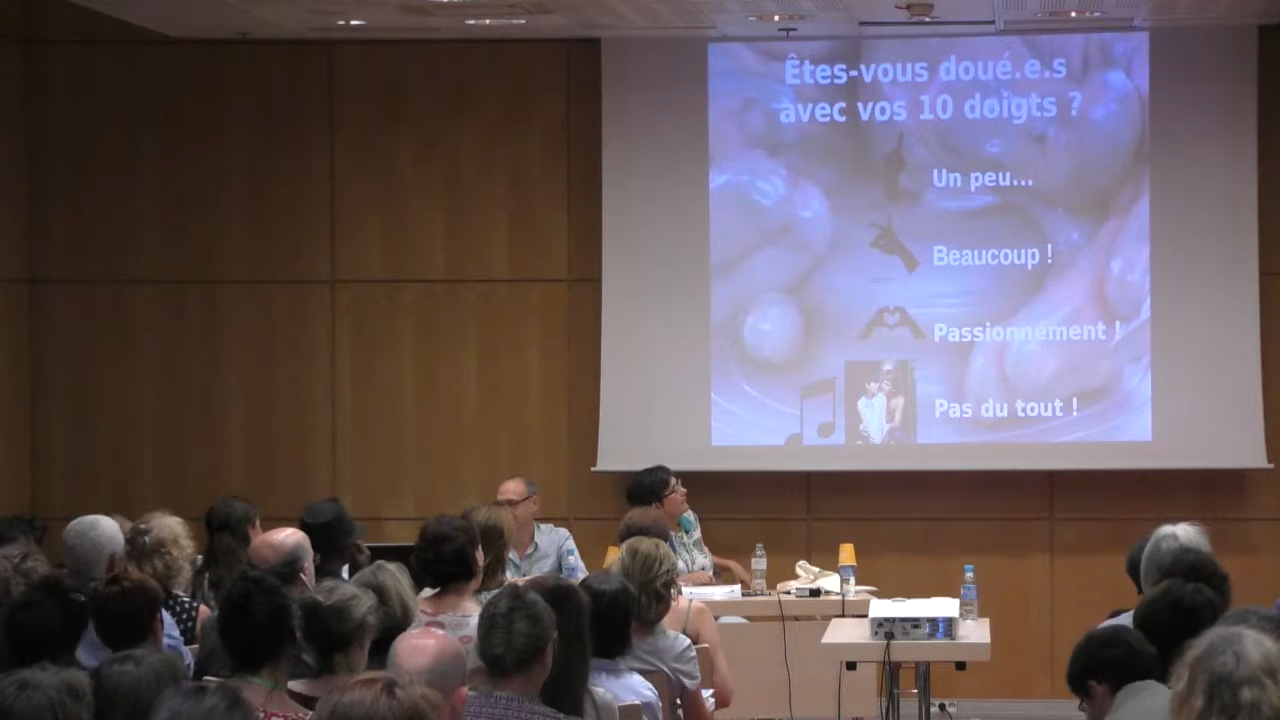 Êtes-vous doué.e.s
avec vos 10 doigts ?
Un peu...
Beaucoup !
Passionnément !
Pas du tout !